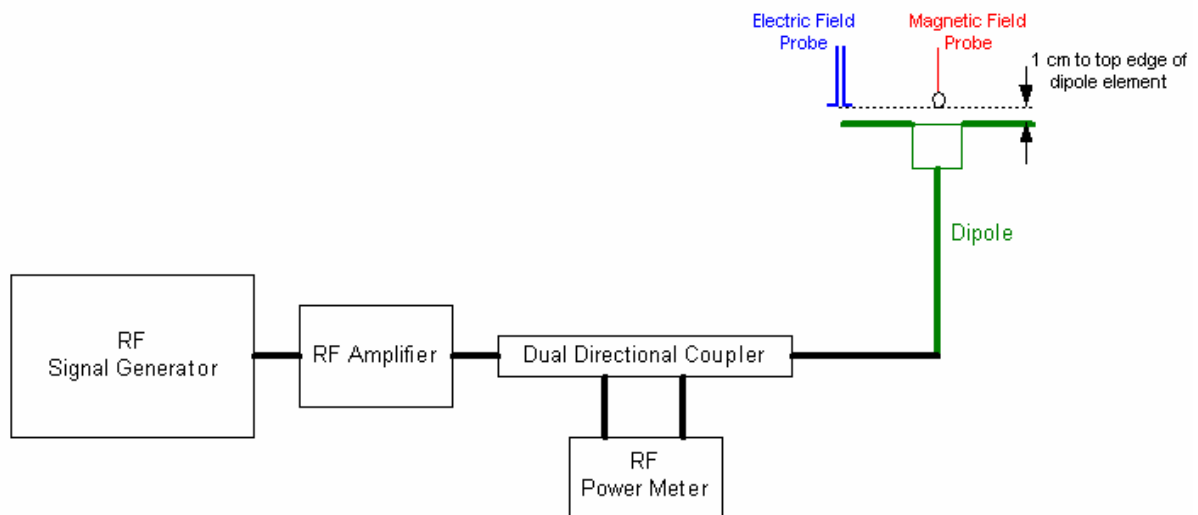 Electric Field
Probe
Magnetic Field
Probe
1 cm to top edge of
dipole element
Dipole
RF
Signal Generator
RF Amplifier
Dual Directional Coupler
RF
Power Meter